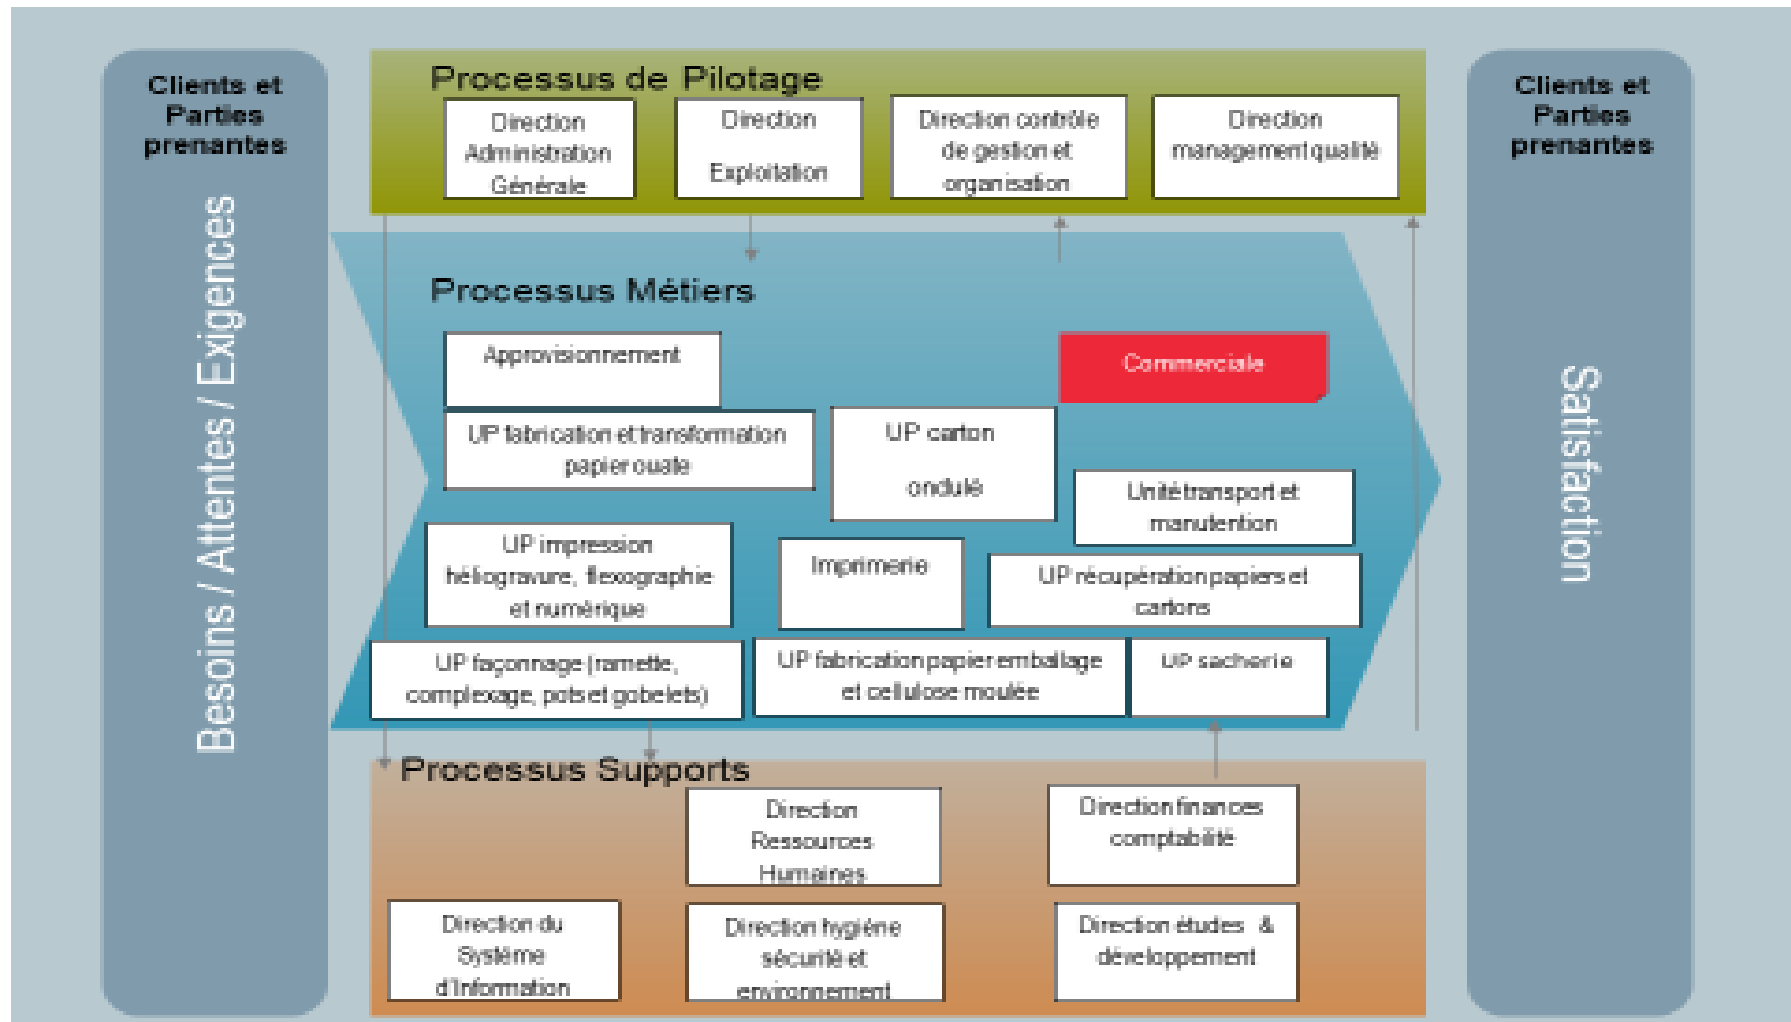 Clients et
Parties
prenantes
Besoins / Attentes / Exigences
Processus de Pilotage
Direction
Administration
Générale
Direction
Exploitation
Direction contrôle
de gestion et
organisation
Direction
management qualité
Processus Métiers
Approvisionnement
Commerciale
UP fabrication et transformation
papier ouate
UP carton
ondulé
Unité transport et
manutention
UP impression
héliogravure, flexographie
et numérique
Imprimerie
UP récupération papiers et
cartons
UP façonnage (ramette,
complexage, pots et gobelets)
UP fabrication papier emballage
et cellulose moulée
UP sacherie
Processus Supports
Direction
Ressources
Humaines
Direction finances
comptabilité
Direction du
Système
d'Information
Direction hygiène
sécurité et
environnement
Direction études &
développement
Clients et
Parties
prenantes
Satisfaction